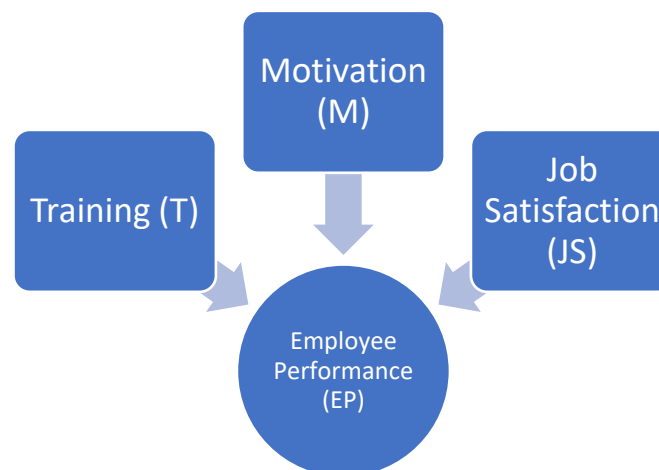 Motivation
(M)
Training (T)
Job
Satisfaction
(JS)
Employee
Performance
(EP)